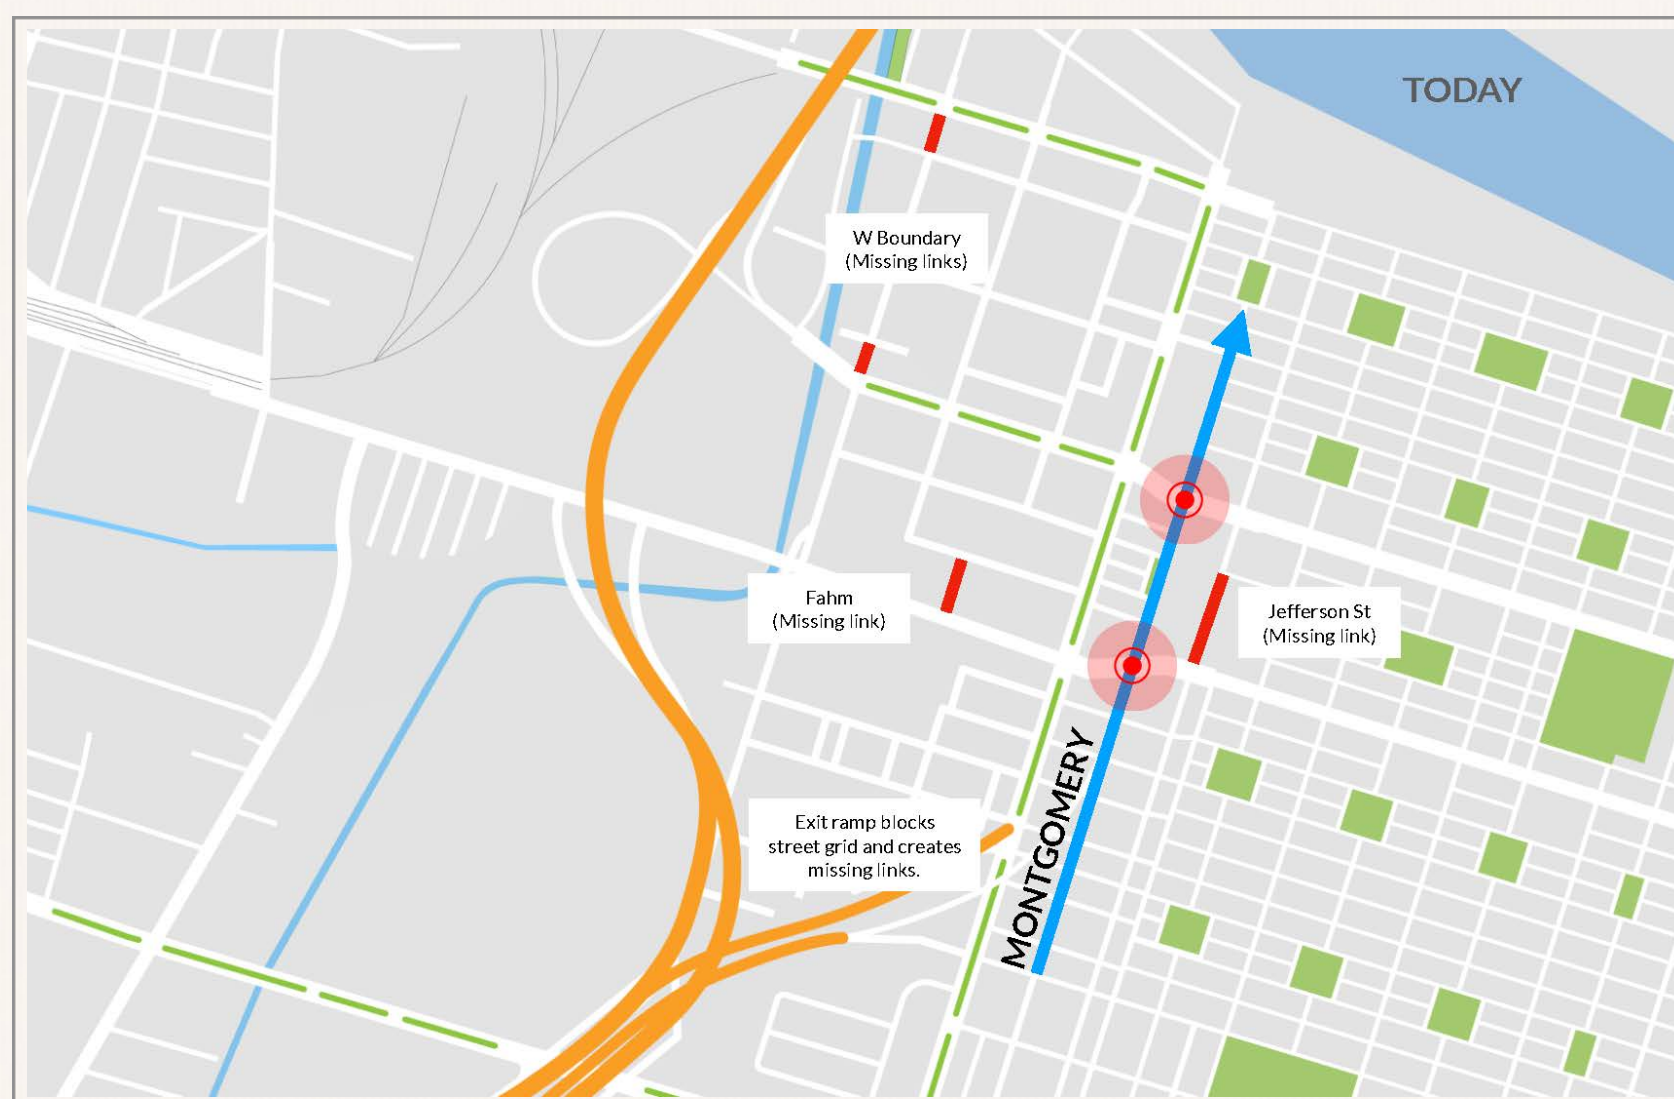 TODAY
W Boundary
(Missing links)
Fahm
(Missing link)
Jefferson St
(Missing link)
Exit ramp blocks
street grid and creates
missing links.
MONTGOMERY